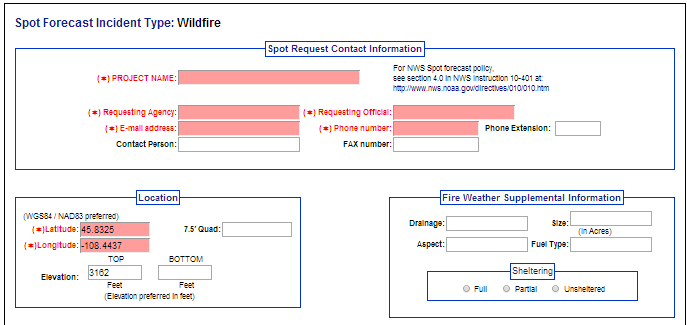 Spot Forecast Incident Type: Wildfire
Spot Request Contact Information
(*) PROJECT NAME:
For NWS Spot forecast policy,
see section 4.0 in NWS Instruction 10-401 at:
http://www.nws.noaa.gov/directives/010/010.htm
(*) Requesting Agency: (*) Requesting Official:
(*) E-mail address: (*) Phone number: Phone Extension:
Contact Person: FAX number:
Location
(WGS84 / NAD83 preferred)
(*)Latitude: 45.8325 7.5' Quad:
(*)Longitude: -108.4437
TOP BOTTOM
Elevation: 3162
Feet Feet
(Elevation preferred in feet)
Fire Weather Supplemental Information
Drainage: Size:
(In Acres)
Aspect: Fuel Type:
Sheltering
Full Partial Unsheltered